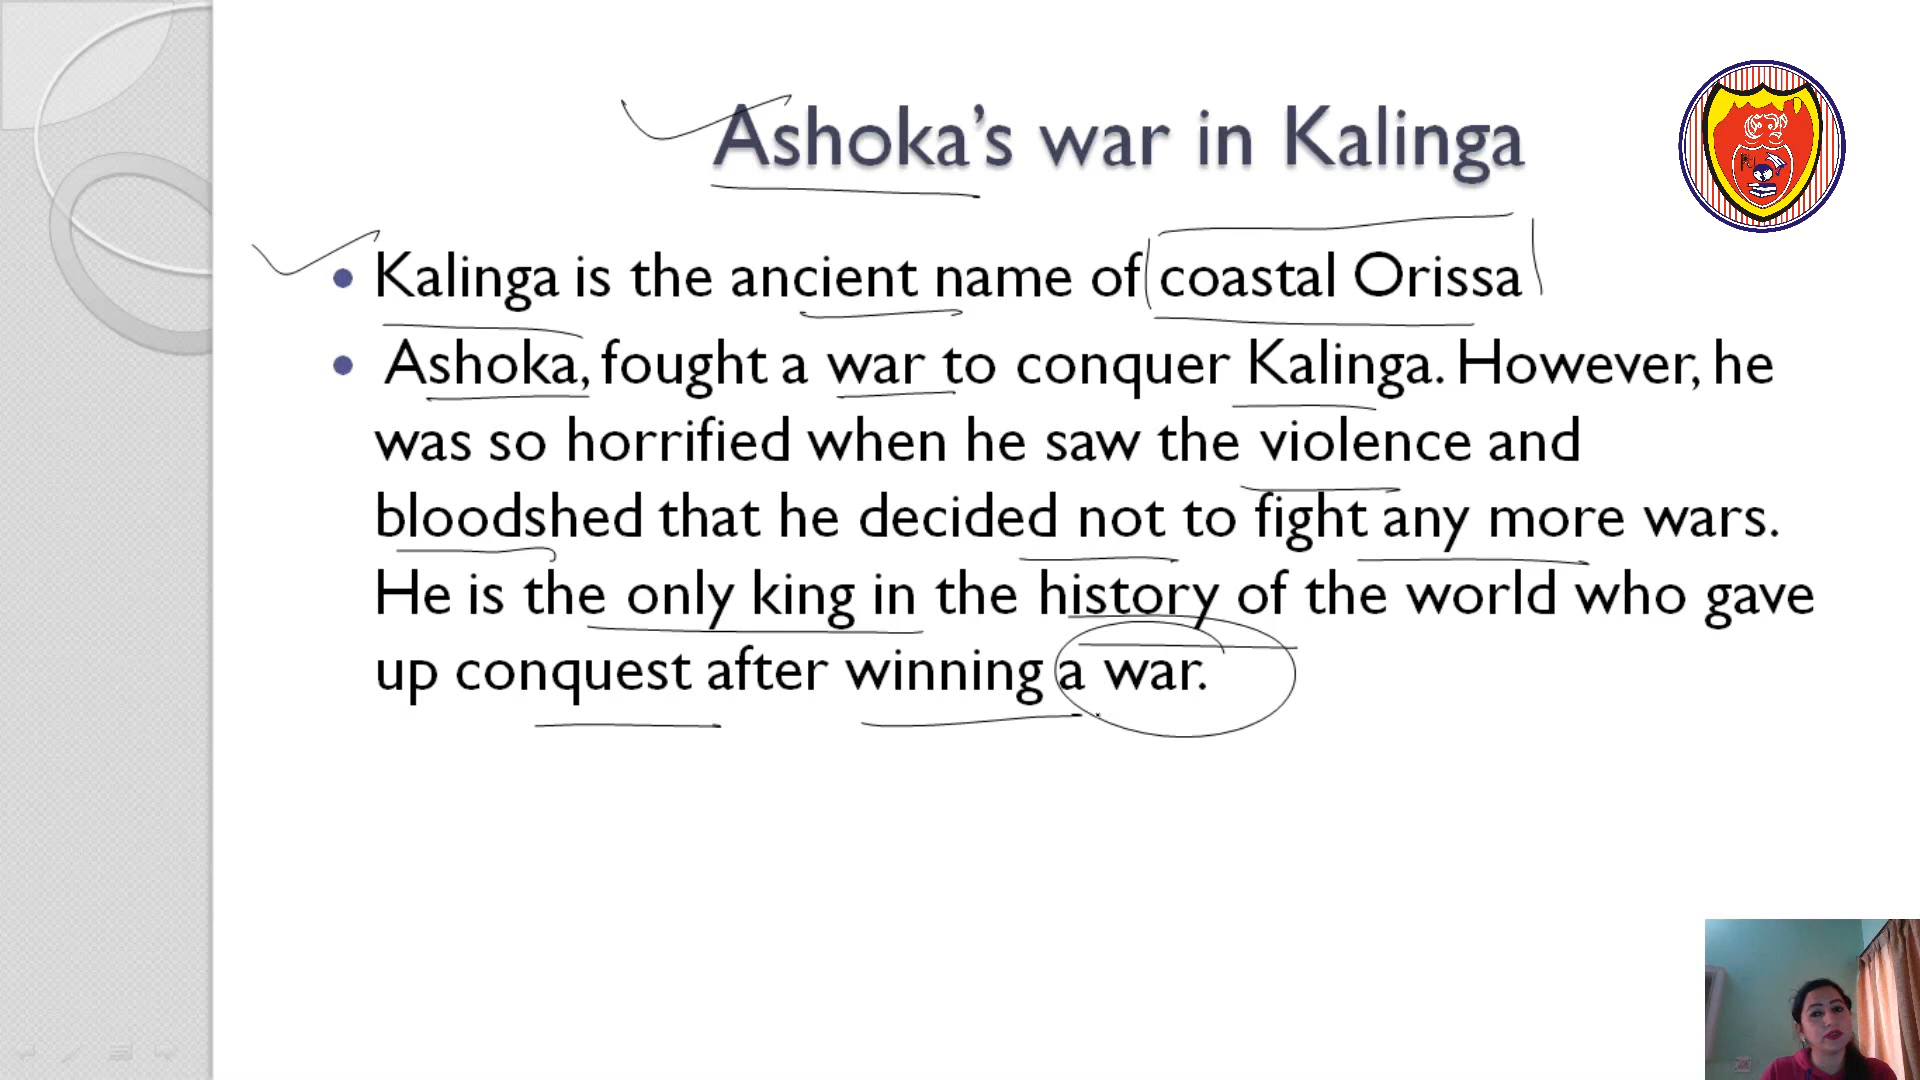 Ashoka's war in Kalinga
• Kalinga is the ancient name of coastal Orissa
• Ashoka, fought a war to conquer Kalinga. However, he
was so horrified when he saw the violence and
bloodshed that he decided not to fight any more wars.
He is the only king in the history of the world who gave
up conquest after winning a war.